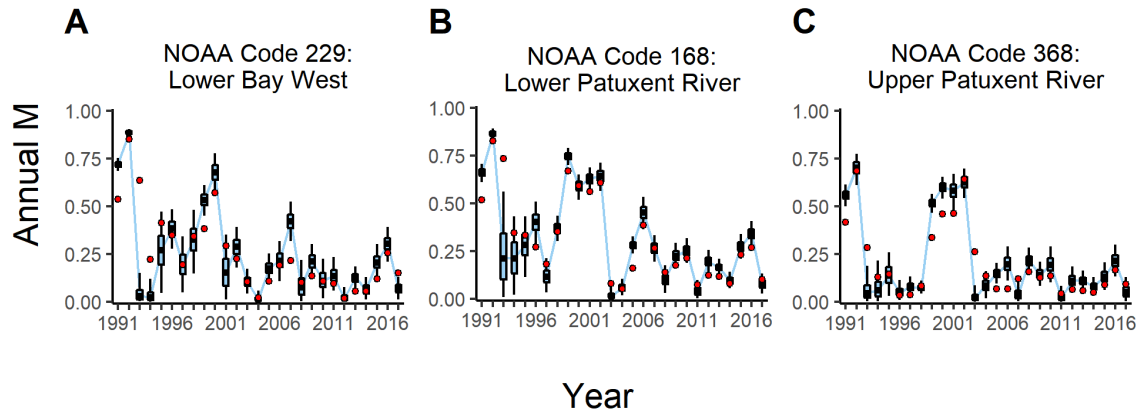 A
B
C
NOAA Code 229:
Lower Bay West
NOAA Code 168:
Lower Patuxent River
NOAA Code 368:
Upper Patuxent River
Annual M
1.00
0.75
0.50
0.25
0.00
1991 1996 2001 2006 2011 2016
1.00
0.75
0.50
0.25
0.00
1991 1996 2001 2006 2011 2016
1.00
0.75
0.50
0.25
0.00
1991 1996 2001 2006 2011 2016
Year